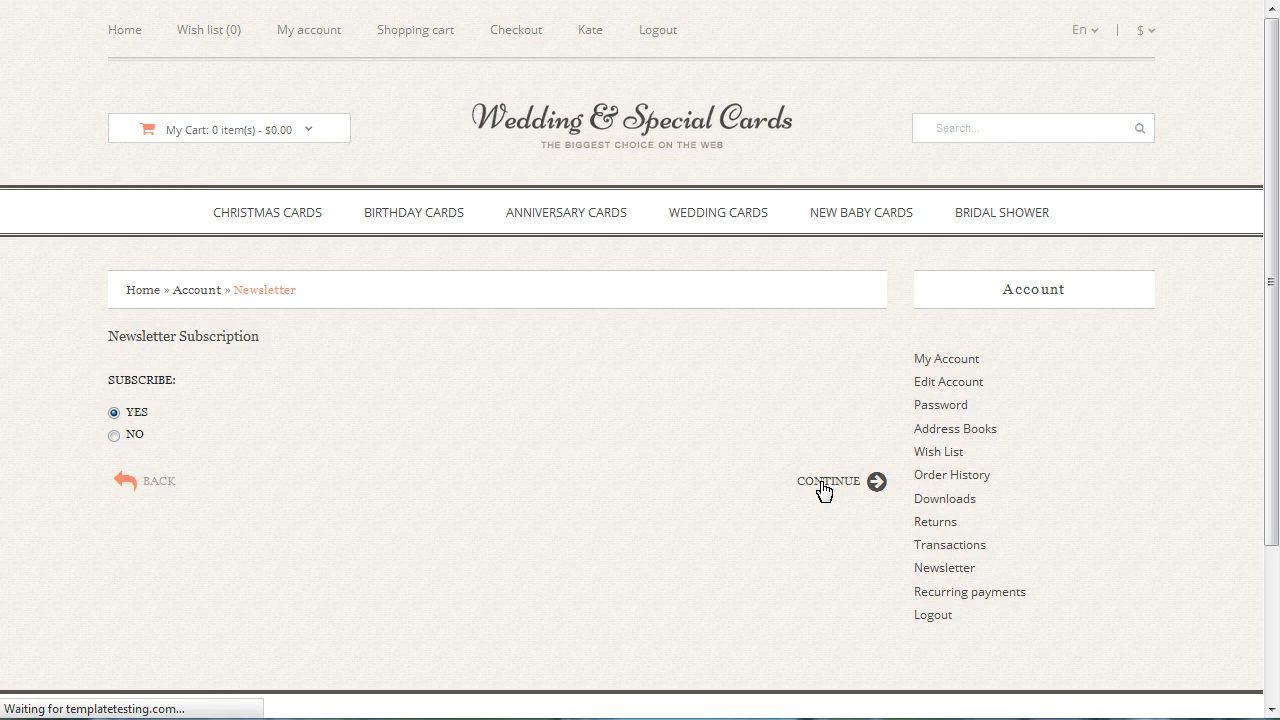 Home Wish list (0) My account Shopping cart Checkout Kate Logout En | $
My Cart: 0 item(s) - $0.00
Wedding & Special Cards
THE BIGGEST CHOICE ON THE WEB
Search...
CHRISTMAS CARDS BIRTHDAY CARDS ANNIVERSARY CARDS WEDDING CARDS NEW BABY CARDS BRIDAL SHOWER
Home » Account » Newsletter
Newsletter Subscription
SUBSCRIBE:
YES
NO
BACK
CONTINUE
Account
My Account
Edit Account
Password
Address Books
Wish List
Order History
Downloads
Returns
Transactions
Newsletter
Recurring payments
Logout
Waiting for templatetesting.com...